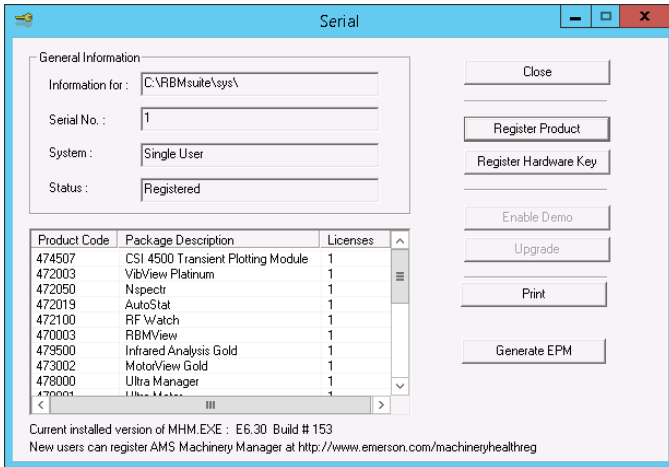 Serial
General Information
Information for : C:\RBMsuite\sys\
Serial No. : 1
System : Single User
Status : Registered
Close
Register Product
Register Hardware Key
Enable Demo
Upgrade
Print
Generate EPM
Product Code Package Description Licenses
474507 CSI 4500 Transient Plotting Module 1
472003 VibView Platinum 1
472050 Nspectr 1
472019 AutoStat 1
472100 RF Watch 1
470003 RBMView 1
479500 Infrared Analysis Gold 1
473002 MotorView Gold 1
478000 Ultra Manager 1
Current installed version of MHM.EXE : E6.30 Build # 153
New users can register AMS Machinery Manager at http://www.emerson.com/machineryhealthreg